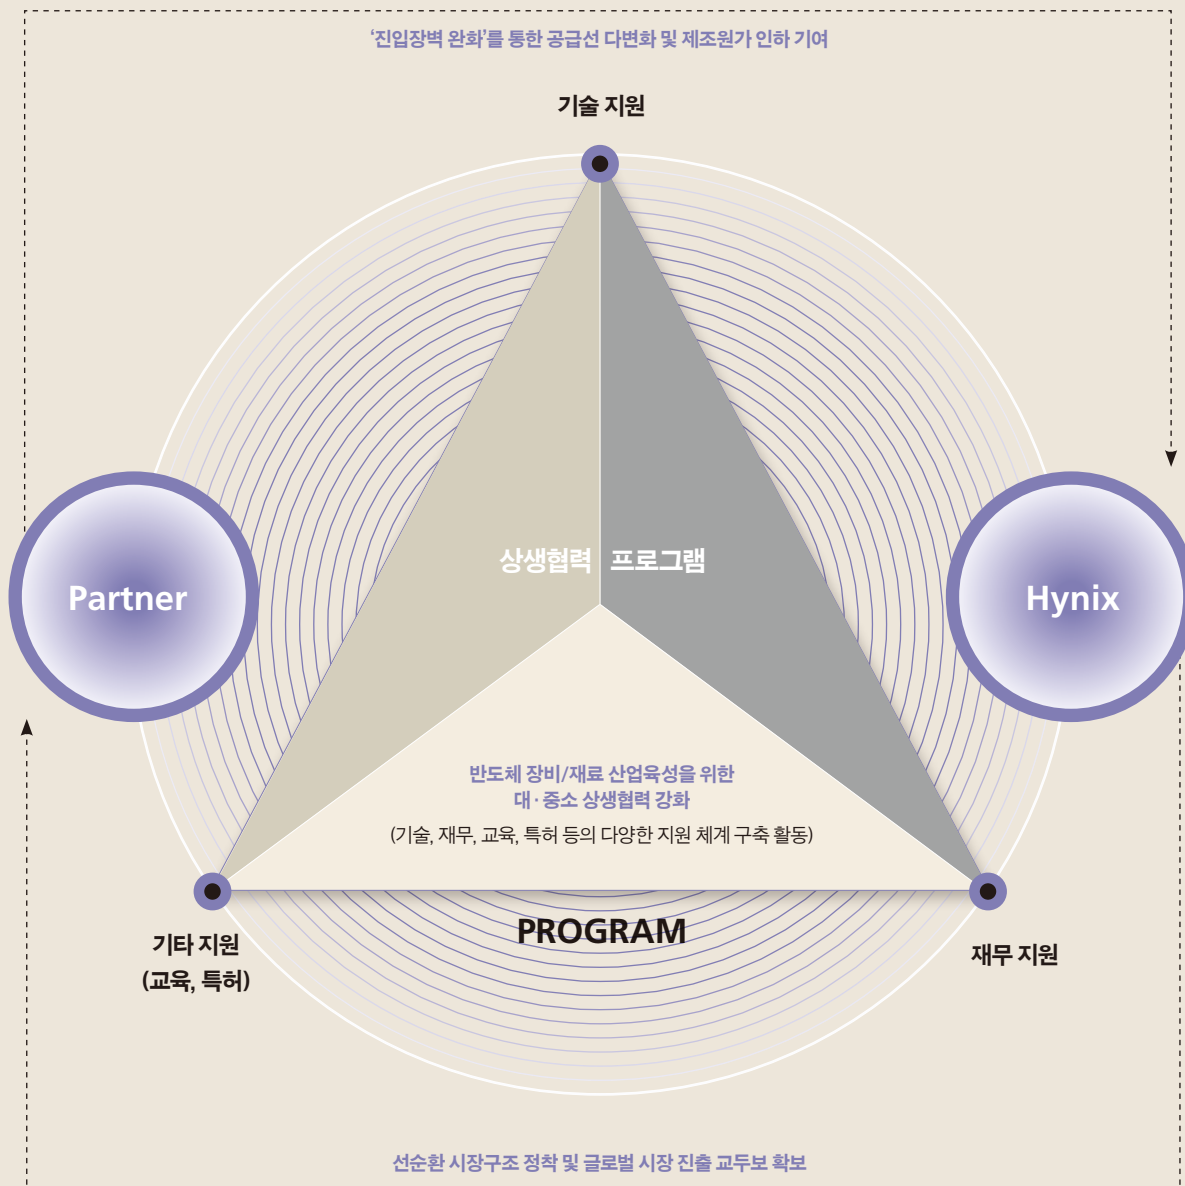 ‘진입장벽 완화’를 통한 공급선 다변화 및 제조원가 인하 기여
기술 지원
상생협력 프로그램
Partner
Hynix
반도체 장비/재료 산업육성을 위한
대·중소 상생협력 강화
(기술, 재무, 교육, 특허 등의 다양한 지원 체계 구축 활동)
PROGRAM
기타 지원
(교육, 특허)
재무 지원
선순환 시장구조 정착 및 글로벌 시장 진출 교두보 확보